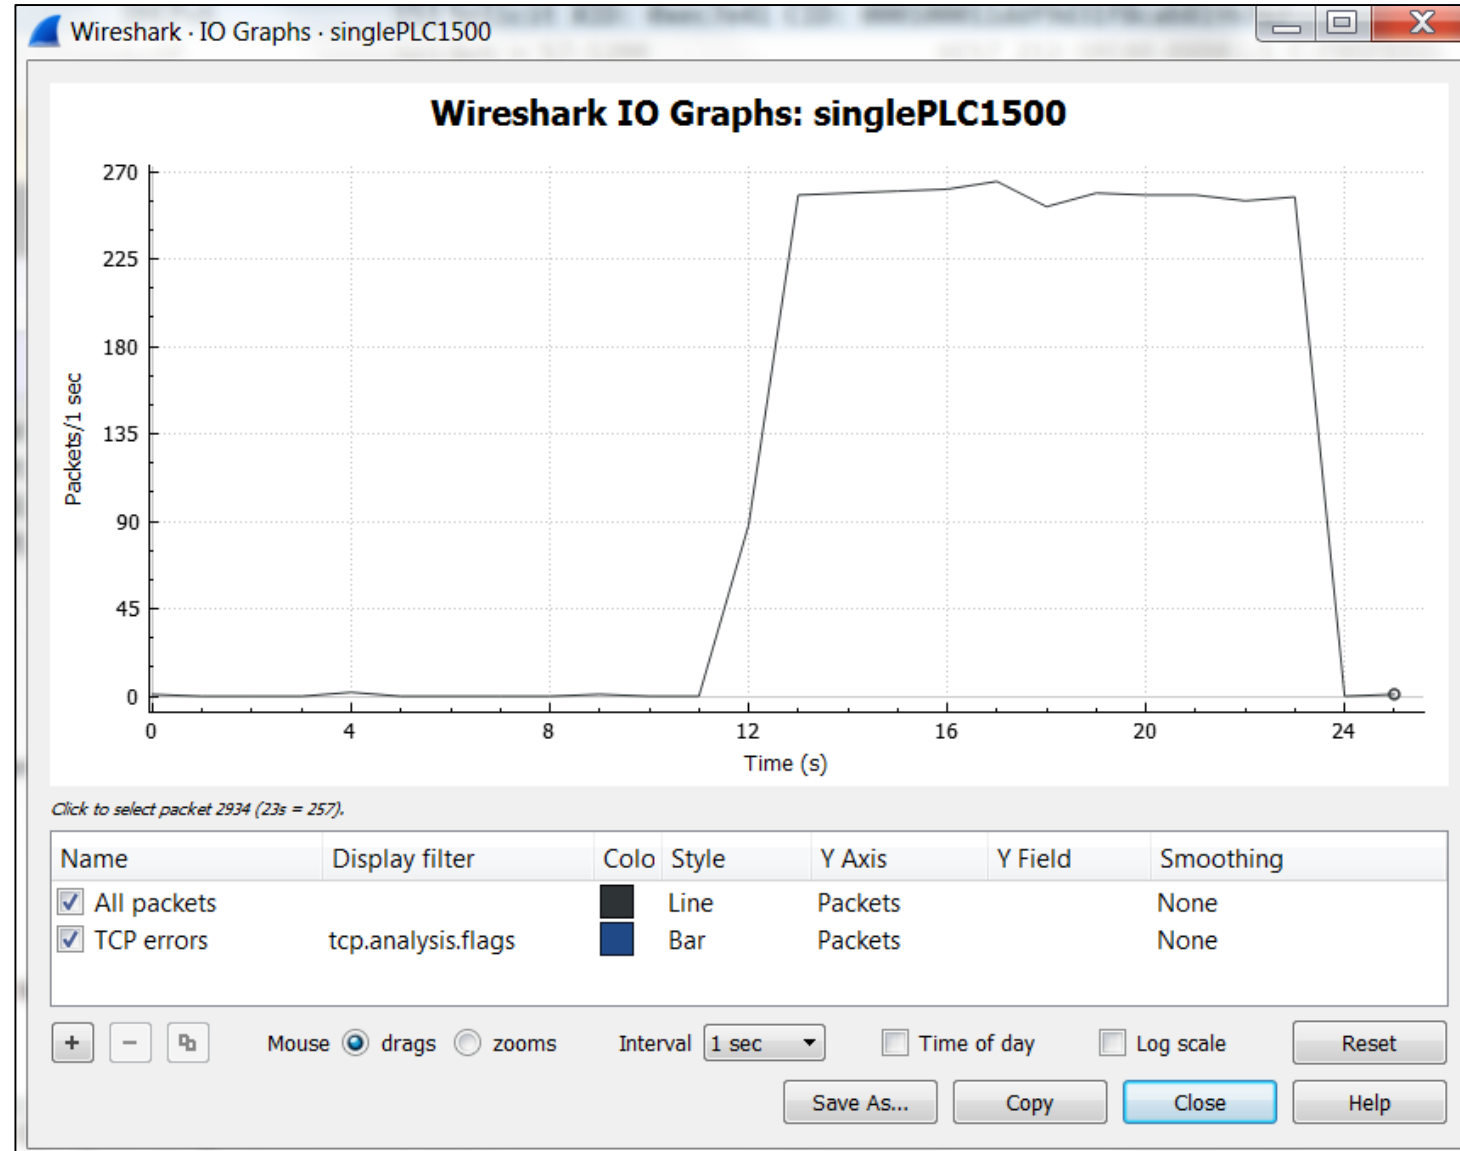 Wireshark · IO Graphs · singlePLC1500
Wireshark IO Graphs: singlePLC1500
270
225
180
135
90
45
0
Packets/1 sec
0 4 8 12 16 20 24
Time (s)
Click to select packet 2934 (23s = 257).
Name Display filter Colo Style Y Axis Y Field Smoothing
All packets Line Packets None
TCP errors tcp.analysis.flags Bar Packets None
+ − Mouse drags zooms Interval 1 sec Time of day Log scale Reset
Save As... Copy Close Help